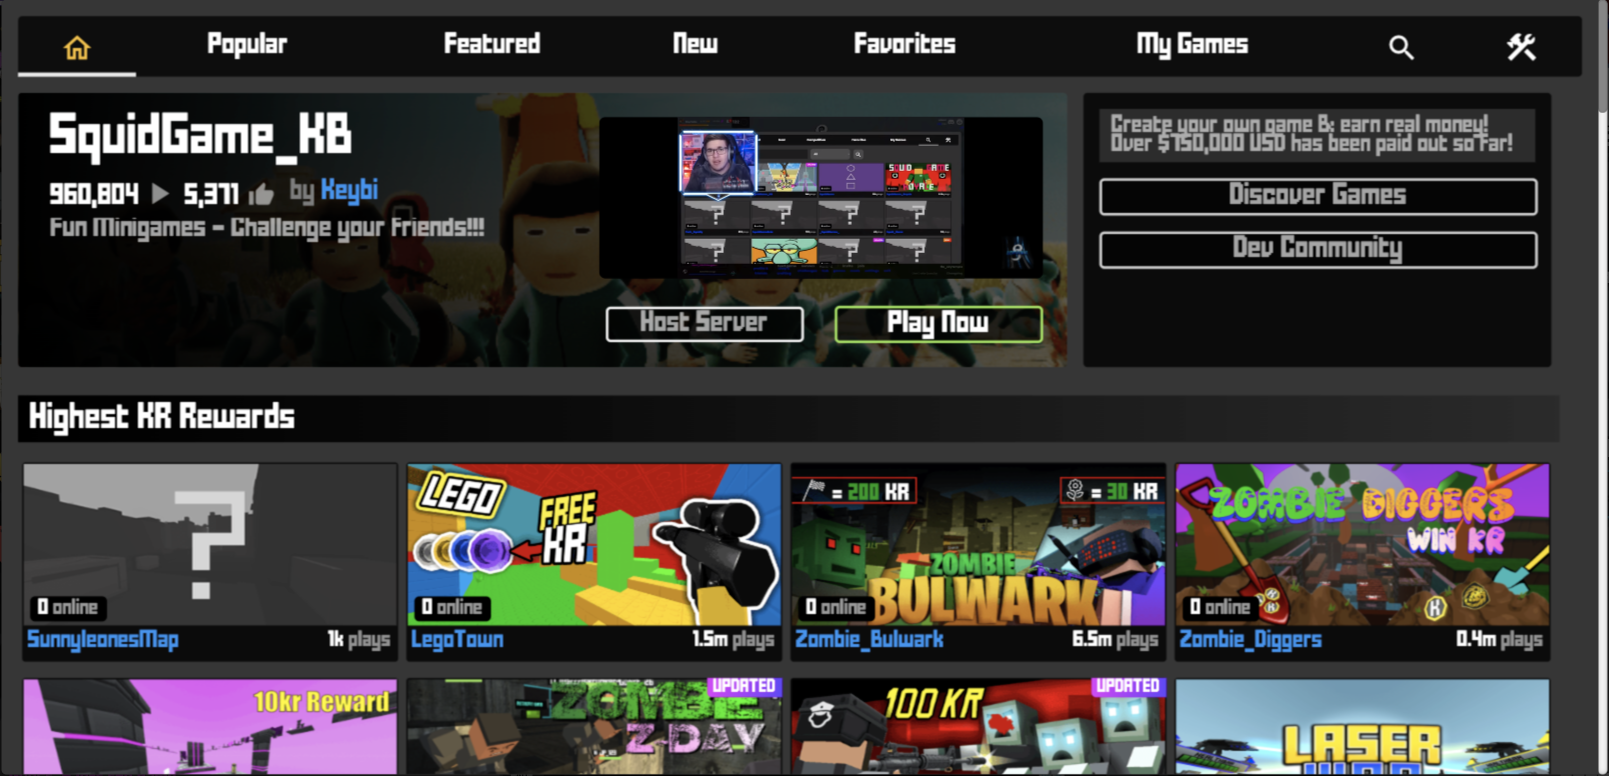 Popular
Featured
New
Favorites
My Games
SquidGame_KB
960,804 5,371 by Keybi
Fun Minigames - Challenge your Friends!!!
Host Server
Play Now
Create your own game & earn real money!
Over $150,000 USD has been paid out so far!
Discover Games
Dev Community
Highest KR Rewards
?
0 online
SunnyleonesMap
1k plays
LEGO
FREE
KR
0 online
LegoTown
1.5m plays
= 200 KR
= 30 KR
ZOMBIE
BULWARK
0 online
Zombie_Bulwark
6.5m plays
ZOMBIE DIGGERS
WIN KR
0 online
Zombie_Diggers
0.4m plays
10kr Reward
UPDATED
ZOMBIE
Z-DAY
UPDATED
100 KR
LASER